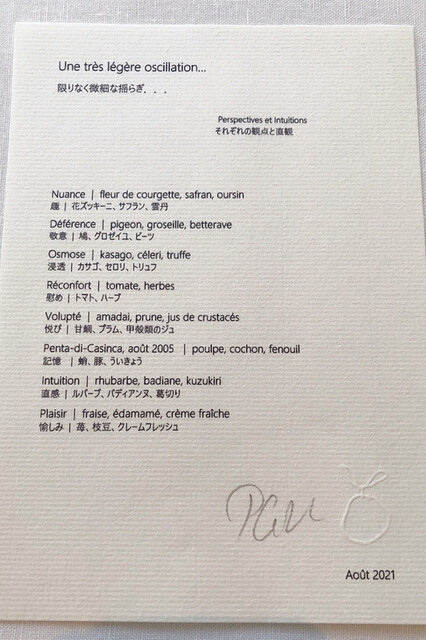 Une très légère oscillation...
限りなく微細な揺らぎ．．．
Perspectives et Intuitions
それぞれの観点と直観
Nuance | fleur de courgette, safran, oursin
趣 | 花ズッキーニ、サフラン、雲丹
Déférence | pigeon, groseille, betterave
敬意 | 鳩、グロゼイユ、ビーツ
Osmose | kasago, céleri, truffe
浸透 | カサゴ、セロリ、トリュフ
Réconfort | tomate, herbes
慰め | トマト、ハーブ
Volupté | amadai, prune, jus de crustacés
悦び | 甘鯛、プラム、甲殻類のジュ
Penta-di-Casinca, août 2005 | poulpe, cochon, fenouil
記憶 | 蛸、豚、ういきょう
Intuition | rhubarbe, badiane, kuzukiri
直感 | ルバーブ、バディアンヌ、葛切り
Plaisir | fraise, édamamé, crème fraîche
愉しみ | 苺、枝豆、クレームフレッシュ
Août 2021